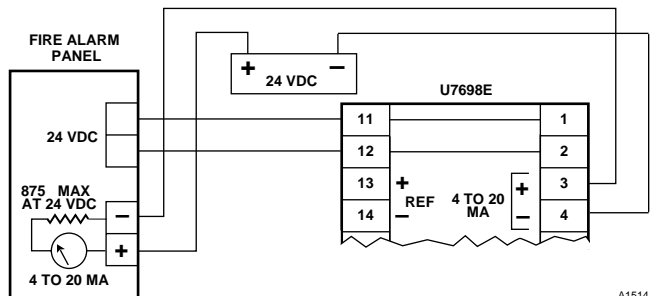 FIRE ALARM
PANEL
+ −
24 VDC
U7698E
24 VDC
11 1
12 2
13 + 3
14 −
REF
4 TO 20
MA
+
−
4
875 MAX
AT 24 VDC
−
+
4 TO 20 MA
A1514